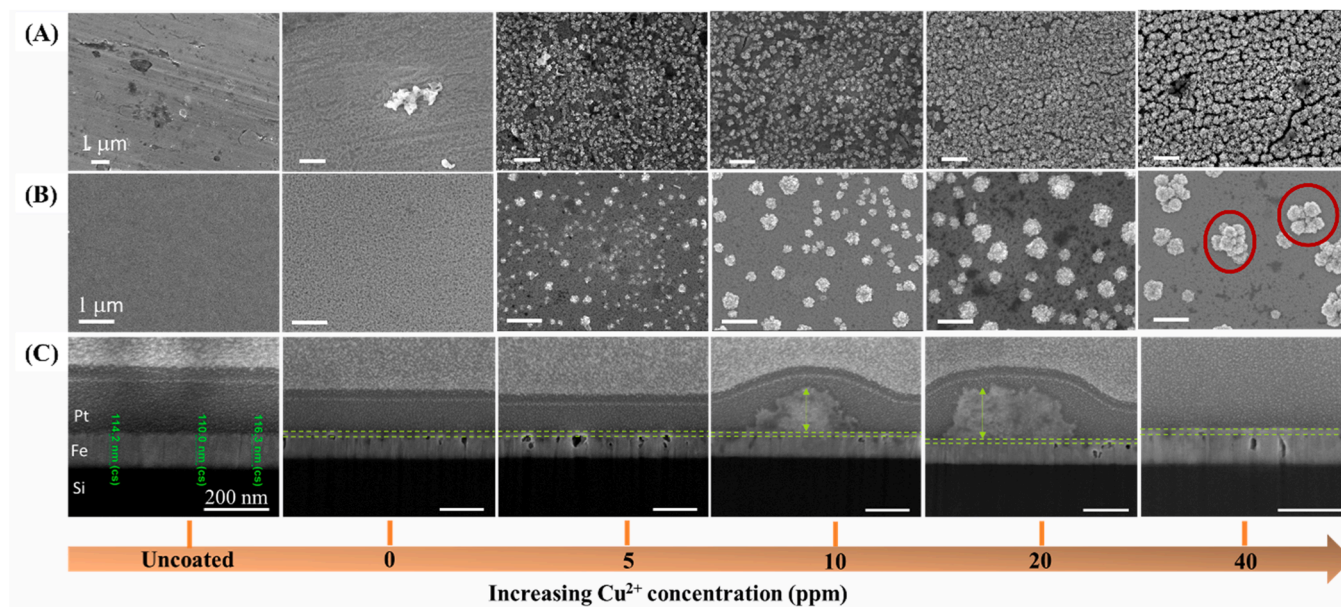 (A)
1 μm
(B)
1 μm
(C)
Pt
Fe
Si
114.2 nm (cs)
110.0 nm (cs)
116.3 nm (cs)
200 nm
Uncoated 0 5 10 20 40
Increasing Cu²⁺ concentration (ppm)